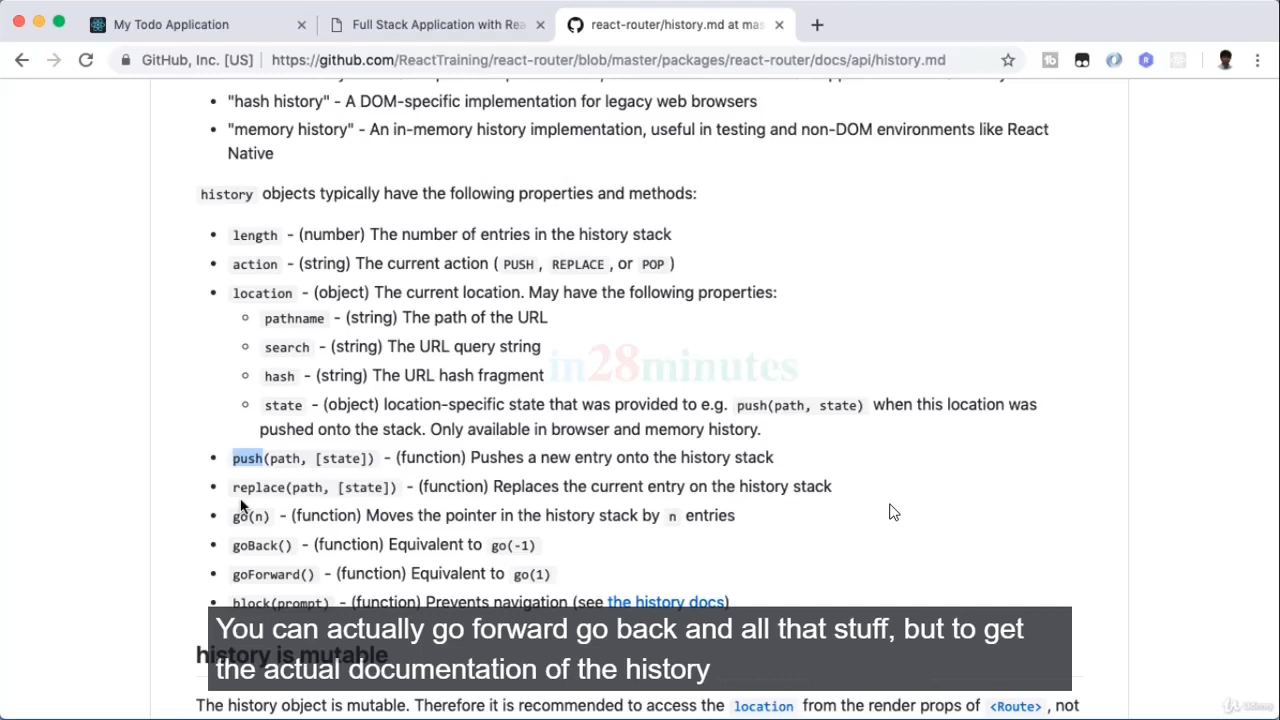 My Todo Application
Full Stack Application with Rea
react-router/history.md at mas
GitHub, Inc. [US]
https://github.com/ReactTraining/react-router/blob/master/packages/react-router/docs/api/history.md
"hash history" - A DOM-specific implementation for legacy web browsers
"memory history" - An in-memory history implementation, useful in testing and non-DOM environments like React
Native
history objects typically have the following properties and methods:
length - (number) The number of entries in the history stack
action - (string) The current action ( PUSH , REPLACE , or POP )
location - (object) The current location. May have the following properties:
pathname - (string) The path of the URL
search - (string) The URL query string
in28minutes
hash - (string) The URL hash fragment
state - (object) location-specific state that was provided to e.g. push(path, state) when this location was
pushed onto the stack. Only available in browser and memory history.
push(path, [state]) - (function) Pushes a new entry onto the history stack
replace(path, [state]) - (function) Replaces the current entry on the history stack
go(n) - (function) Moves the pointer in the history stack by n entries
goBack() - (function) Equivalent to go(-1)
goForward() - (function) Equivalent to go(1)
block(prompt) - (function) Prevents navigation (see the history docs)
You can actually go forward go back and all that stuff, but to get
history is mutable
the actual documentation of the history
The history object is mutable. Therefore it is recommended to access the location from the render props of <Route> , not
Udemy